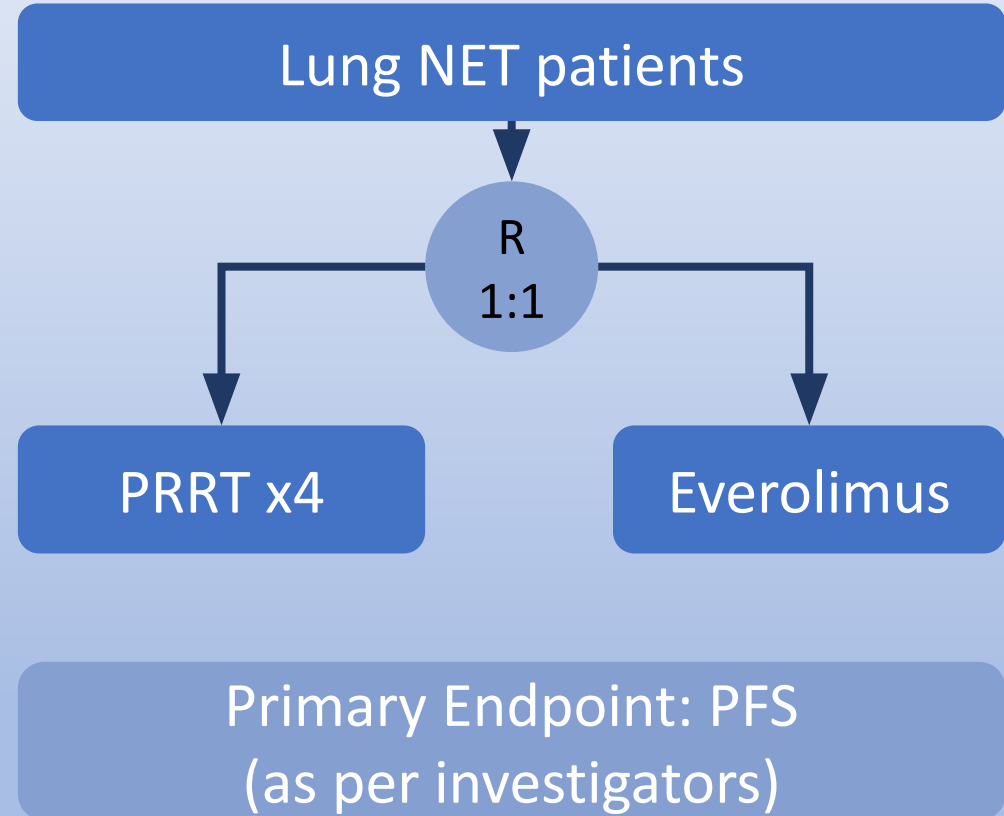 Lung NET patients
R
1:1
PRRT x4
Everolimus
Primary Endpoint: PFS
(as per investigators)